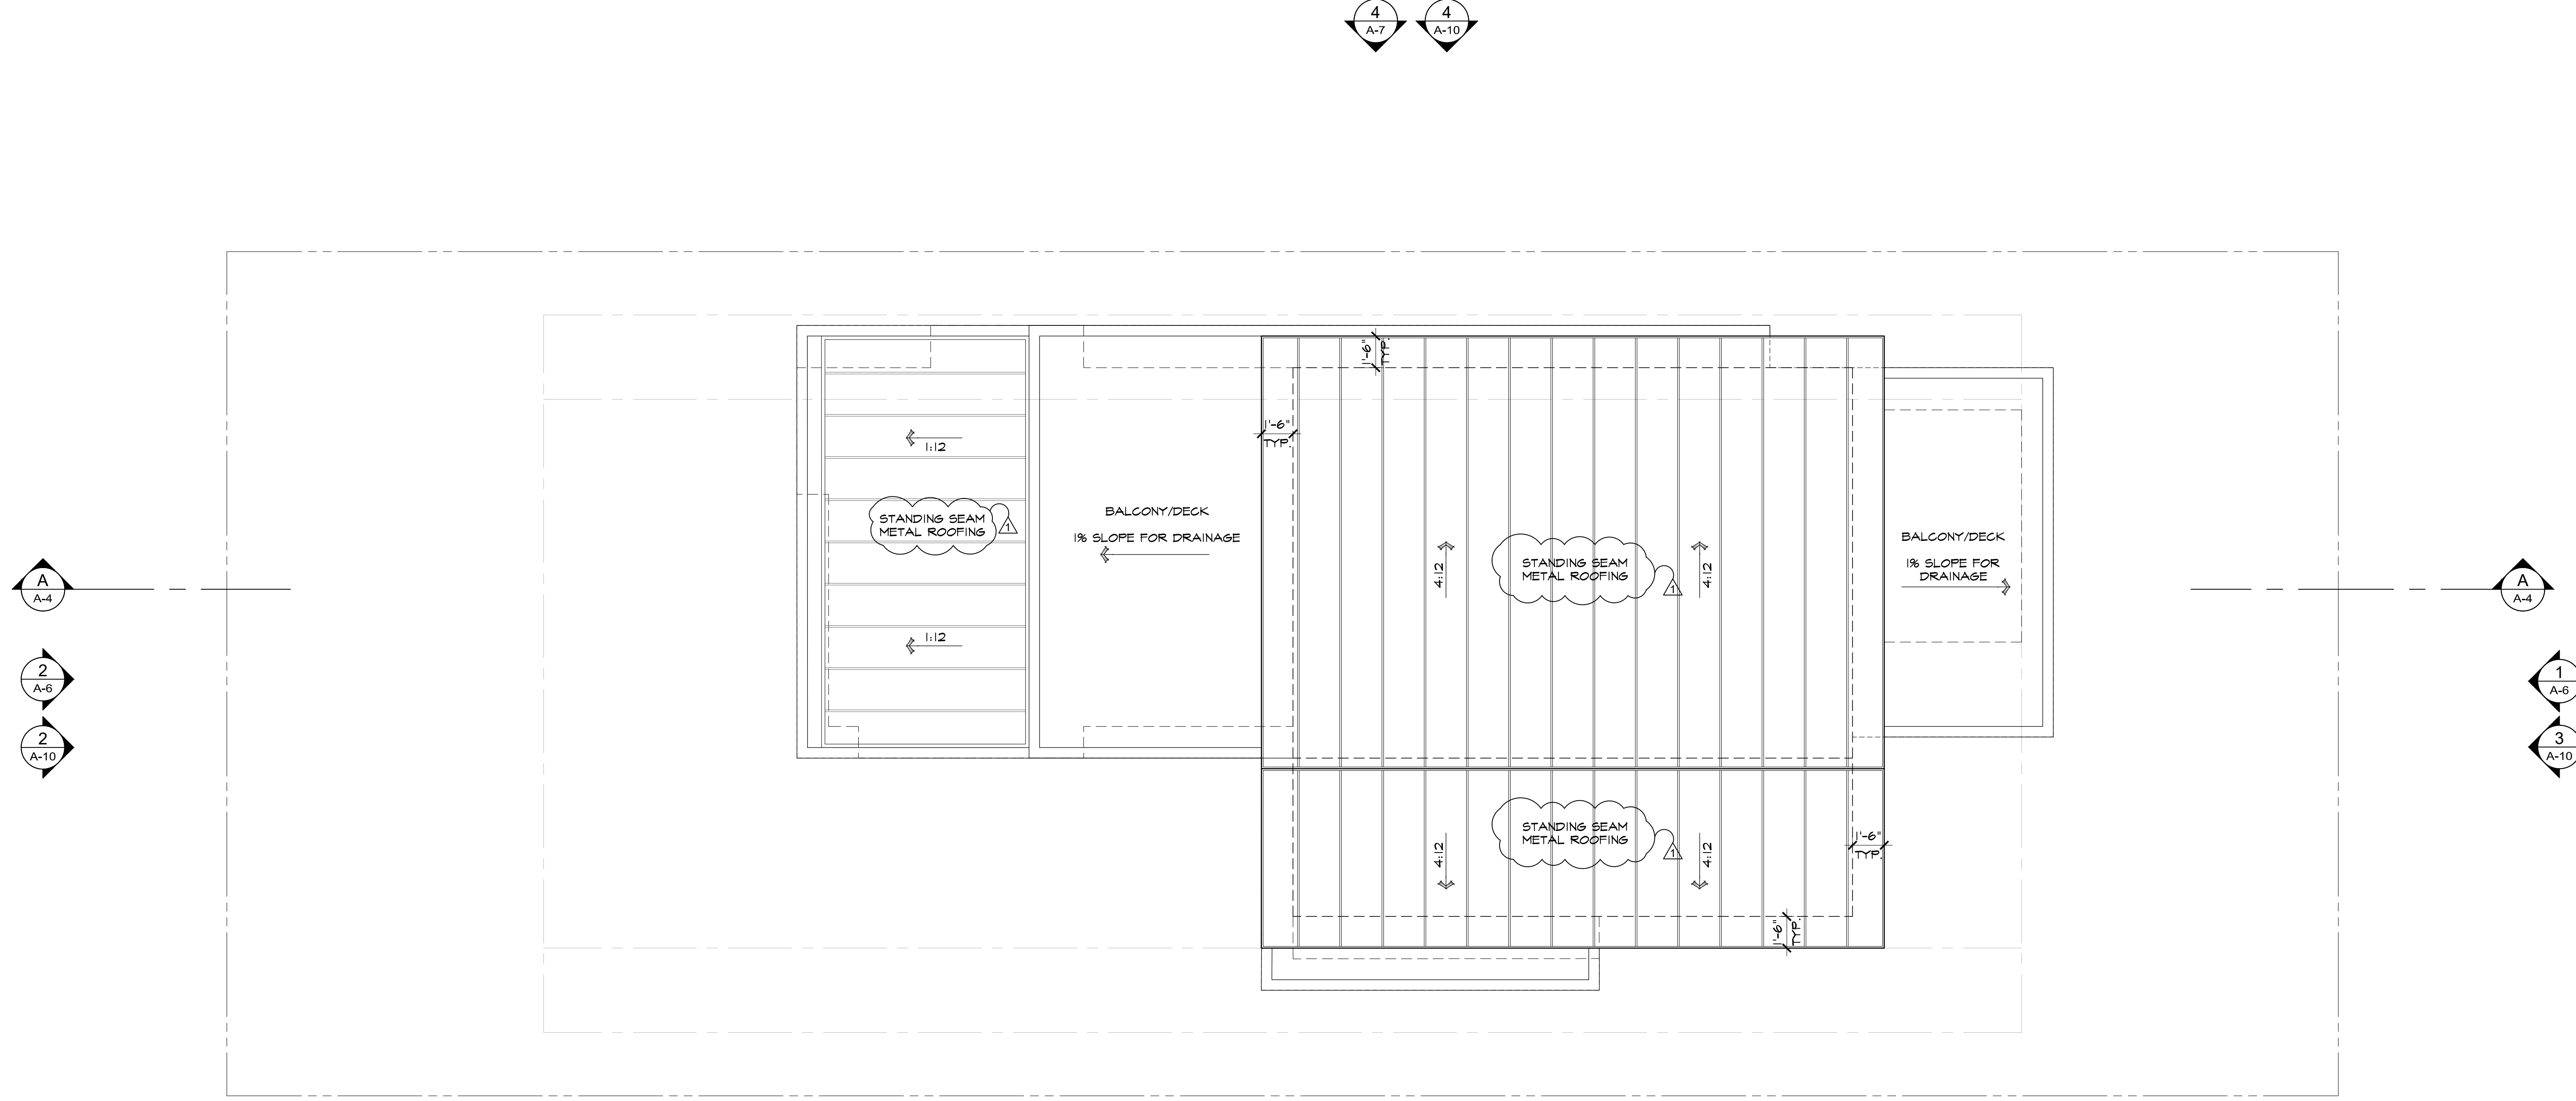 4
A-7
4
A-10
1'-6"
TYP.
1'-6"
TYP.
1:12
STANDING SEAM
METAL ROOFING
1
BALCONY/DECK
1% SLOPE FOR DRAINAGE
4:12
STANDING SEAM
METAL ROOFING
1
4:12
BALCONY/DECK
1% SLOPE FOR
DRAINAGE
A
A-4
A
A-4
1:12
2
A-6
1
A-6
2
A-10
3
A-10
4:12
STANDING SEAM
METAL ROOFING
1
4:12
1'-6"
TYP.
1'-6"
TYP.